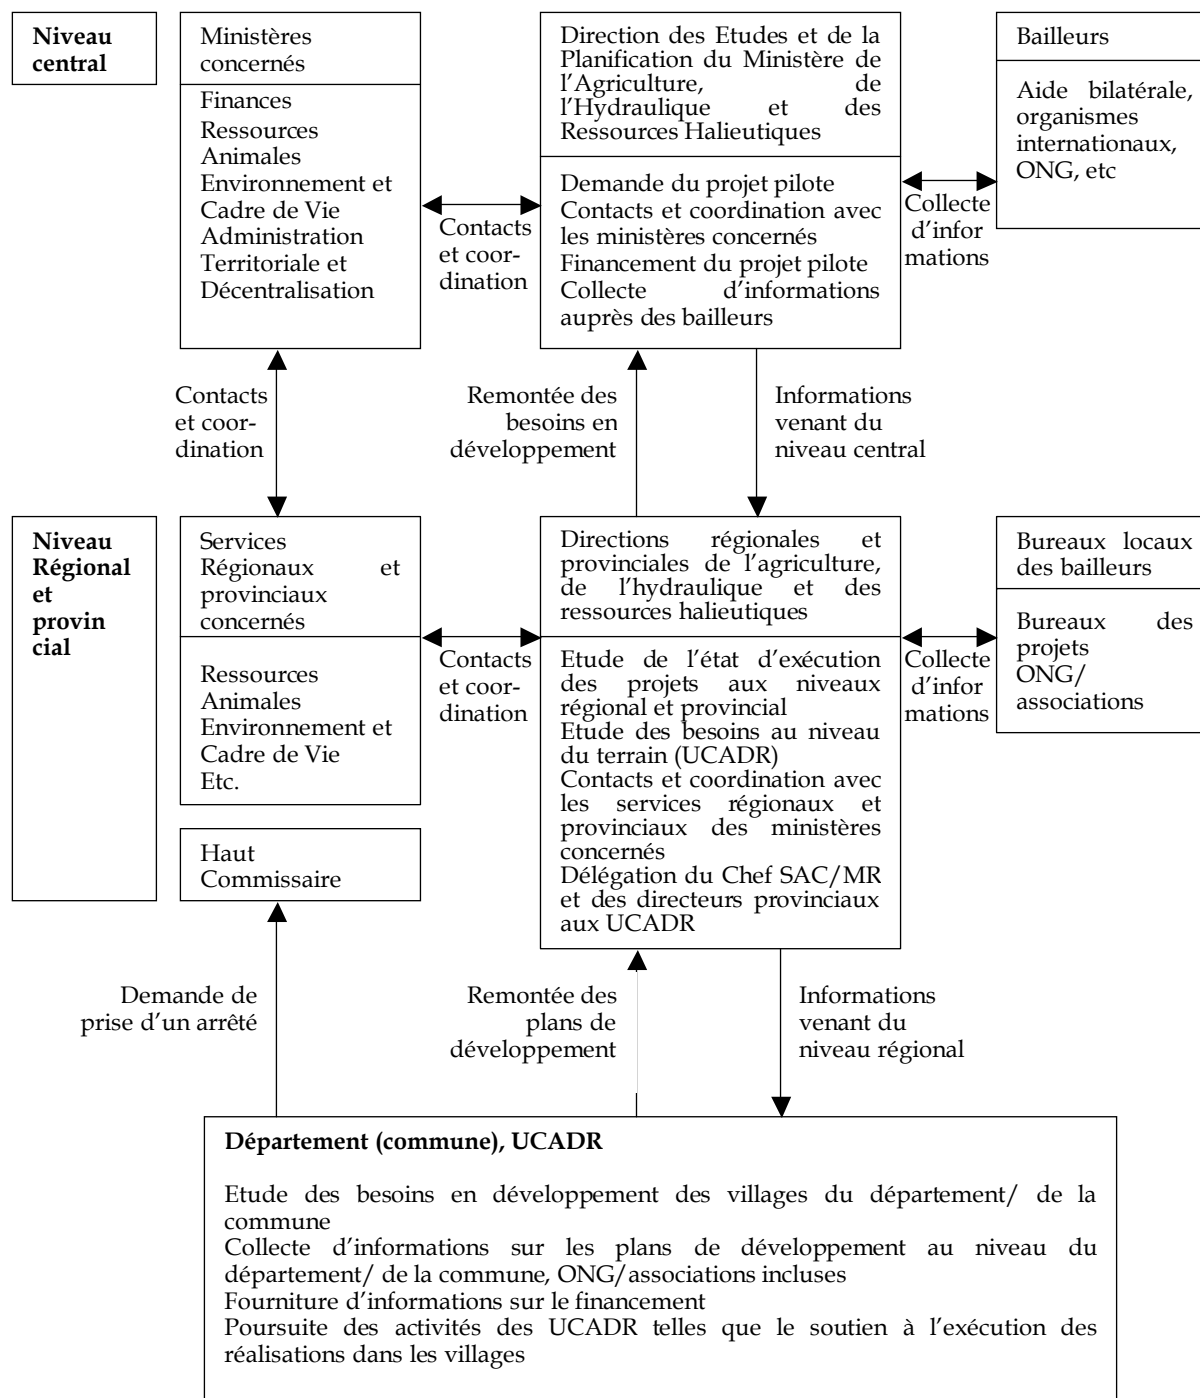 Niveau
central
Ministères
concernés
Finances
Ressources
Animales
Environnement et
Cadre de Vie
Administration
Territoriale et
Décentralisation
Contacts
et coor-
dination
Direction des Etudes et de la
Planification du Ministère de
l’Agriculture, de
l’Hydraulique et des
Ressources Halieutiques
Demande du projet pilote
Contacts et coordination avec
les ministères concernés
Financement du projet pilote
Collecte d’informations
auprès des bailleurs
Collecte
d’infor
mations
Bailleurs
Aide bilatérale,
organismes
internationaux,
ONG, etc
Contacts
et coor-
dination
Remontée des
besoins en
développement
Informations
venant du
niveau central
Niveau
Régional
et
provin
cial
Services
Régionaux et
provinciaux
concernés
Ressources
Animales
Environnement et
Cadre de Vie
Etc.
Haut
Commissaire
Contacts
et coor-
dination
Directions régionales et
provinciales de l’agriculture,
de l’hydraulique et des
ressources halieutiques
Etude de l’état d’exécution
des projets aux niveaux
régional et provincial
Etude des besoins au niveau
du terrain (UCADR)
Contacts et coordination avec
les services régionaux et
provinciaux des ministères
concernés
Délégation du Chef SAC/MR
et des directeurs provinciaux
aux UCADR
Collecte
d’infor
mations
Bureaux locaux
des bailleurs
Bureaux des
projets
ONG/
associations
Demande de
prise d’un arrêté
Remontée des
plans de
développement
Informations
venant du
niveau régional
Département (commune), UCADR
Etude des besoins en développement des villages du département/ de la
commune
Collecte d’informations sur les plans de développement au niveau du
département/ de la commune, ONG/associations incluses
Fourniture d’informations sur le financement
Poursuite des activités des UCADR telles que le soutien à l’exécution des
réalisations dans les villages